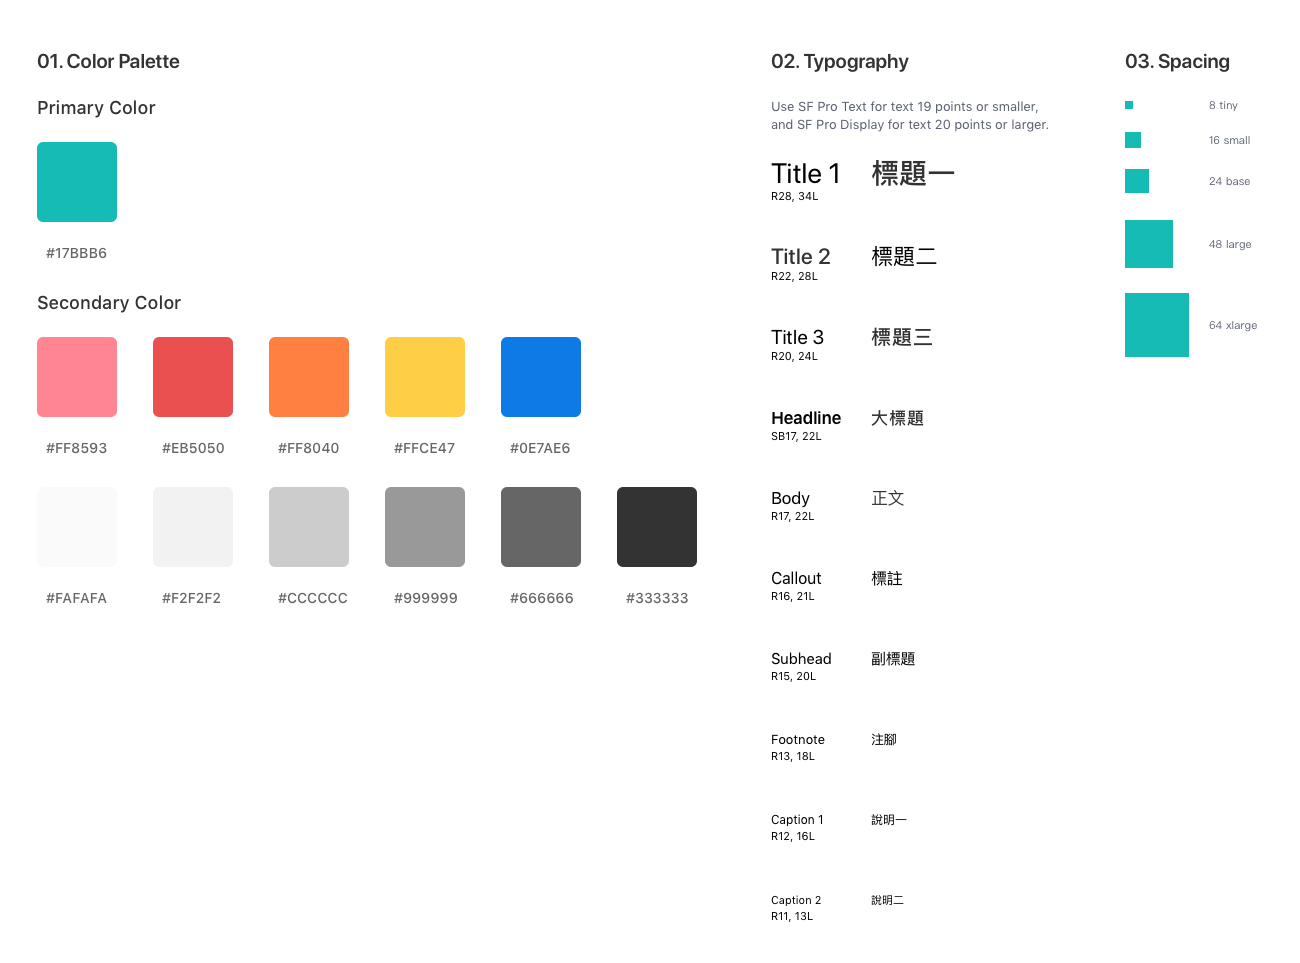 01. Color Palette
Primary Color
#17BBB6
Secondary Color
#FF8593
#EB5050
#FF8040
#FFCE47
#0E7AE6
#FAFAFA
#F2F2F2
#CCCCCC
#999999
#666666
#333333
02. Typography
Use SF Pro Text for text 19 points or smaller,
and SF Pro Display for text 20 points or larger.
Title 1 標題一
R28, 34L
Title 2 標題二
R22, 28L
Title 3 標題三
R20, 24L
Headline 大標題
SB17, 22L
Body 正文
R17, 22L
Callout 標註
R16, 21L
Subhead 副標題
R15, 20L
Footnote 注腳
R13, 18L
Caption 1 說明一
R12, 16L
Caption 2 說明二
R11, 13L
03. Spacing
8 tiny
16 small
24 base
48 large
64 xlarge